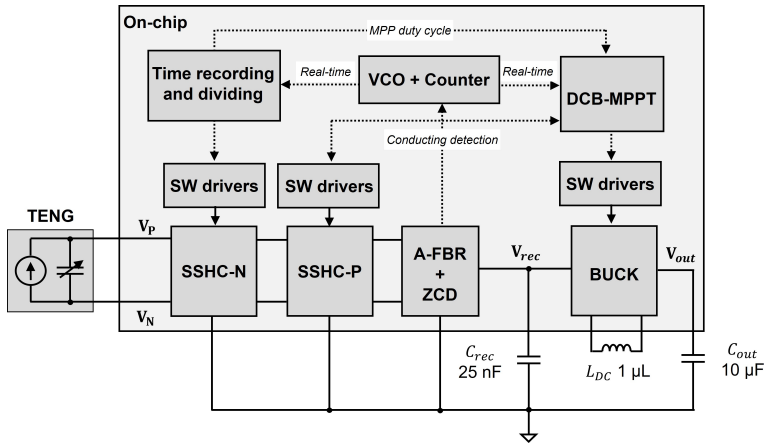 On-chip
MPP duty cycle
Time recording
and dividing
Real-time
VCO + Counter
Real-time
DCB-MPPT
Conducting detection
SW drivers
SW drivers
SW drivers
TENG
V_P
SSHC-N
SSHC-P
A-FBR
+
ZCD
V_rec
BUCK
V_out
V_N
C_rec
25 nF
L_DC 1 μL
C_out
10 μF